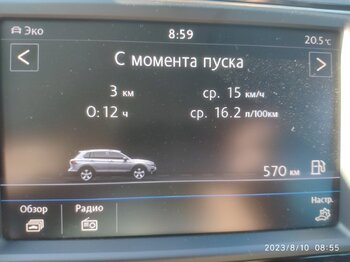 Эко 8:59 20.5°C
С момента пуска
3 км ср. 15 км/ч
0:12 ч ср. 16.2 л/100км
570 км
Обзор Радио Настр.
2023/8/10 08:55